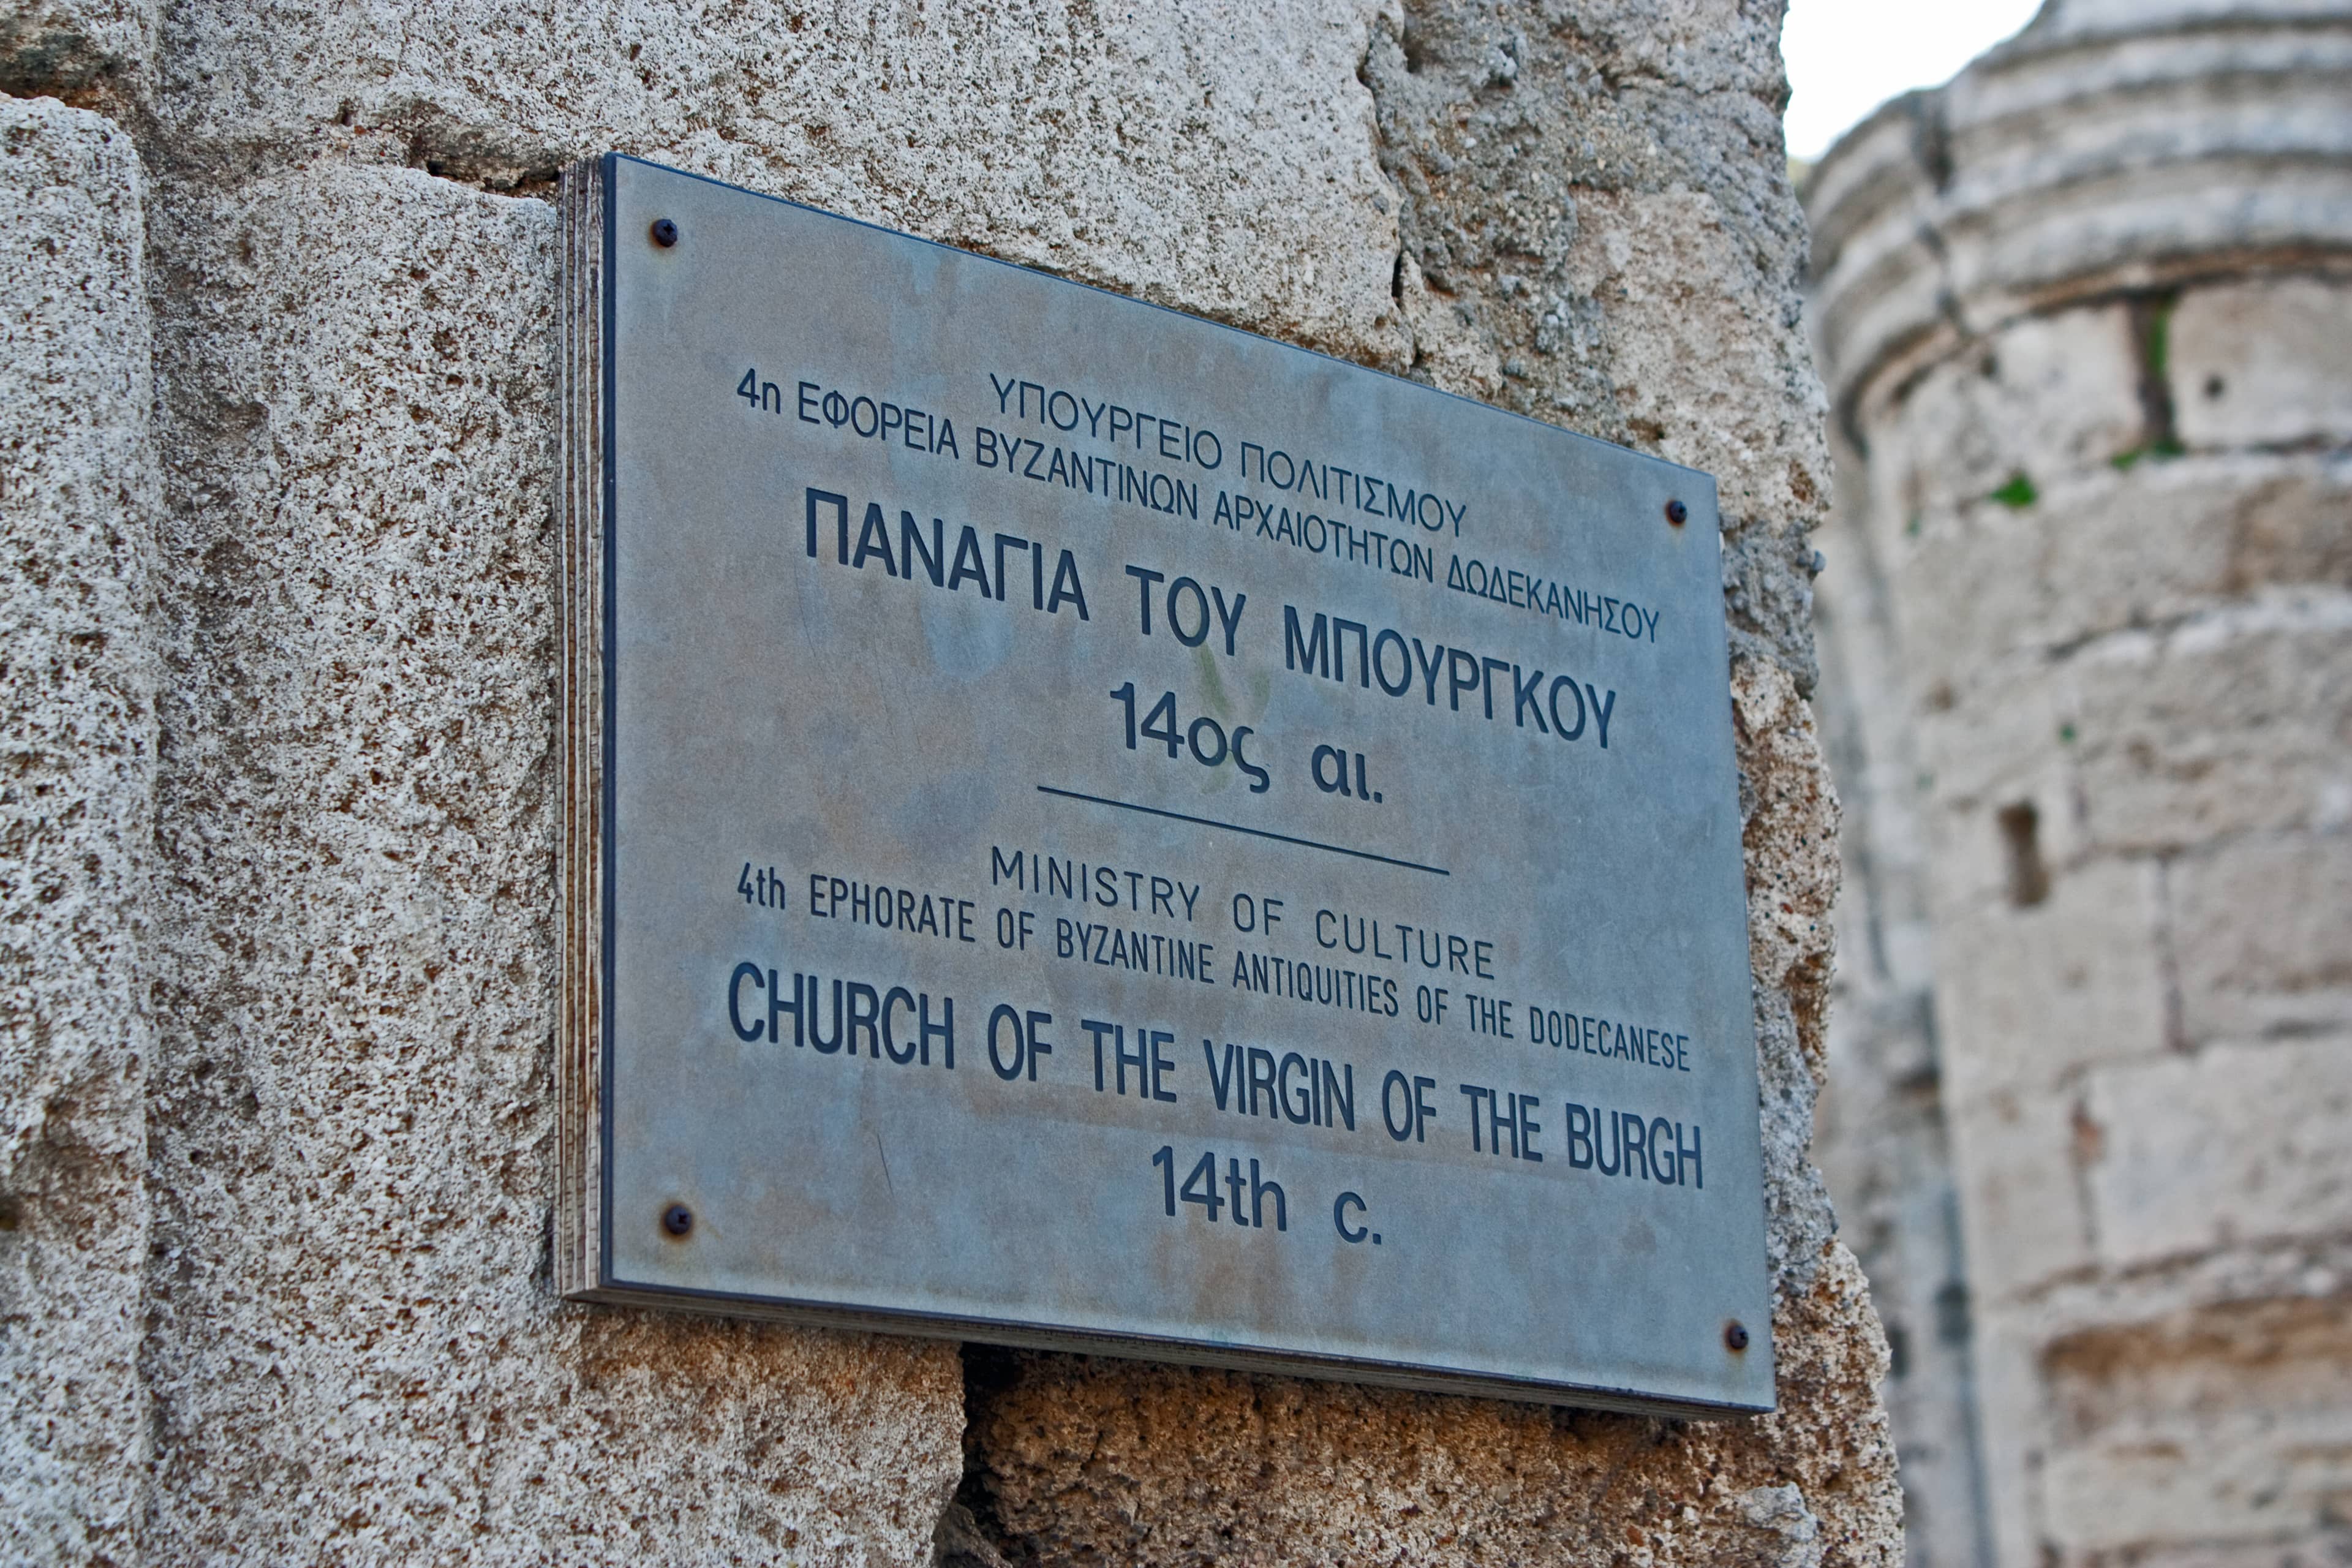 ΥΠΟΥΡΓΕΙΟ ΠΟΛΙΤΙΣΜΟΥ
4η ΕΦΟΡΕΙΑ ΒΥΖΑΝΤΙΝΩΝ ΑΡΧΑΙΟΤΗΤΩΝ ΔΩΔΕΚΑΝΗΣΟΥ
ΠΑΝΑΓΙΑ ΤΟΥ ΜΠΟΥΡΓΚΟΥ
14ος αι.
MINISTRY OF CULTURE
4th EPHORATE OF BYZANTINE ANTIQUITIES OF THE DODECANESE
CHURCH OF THE VIRGIN OF THE BURGH
14th c.